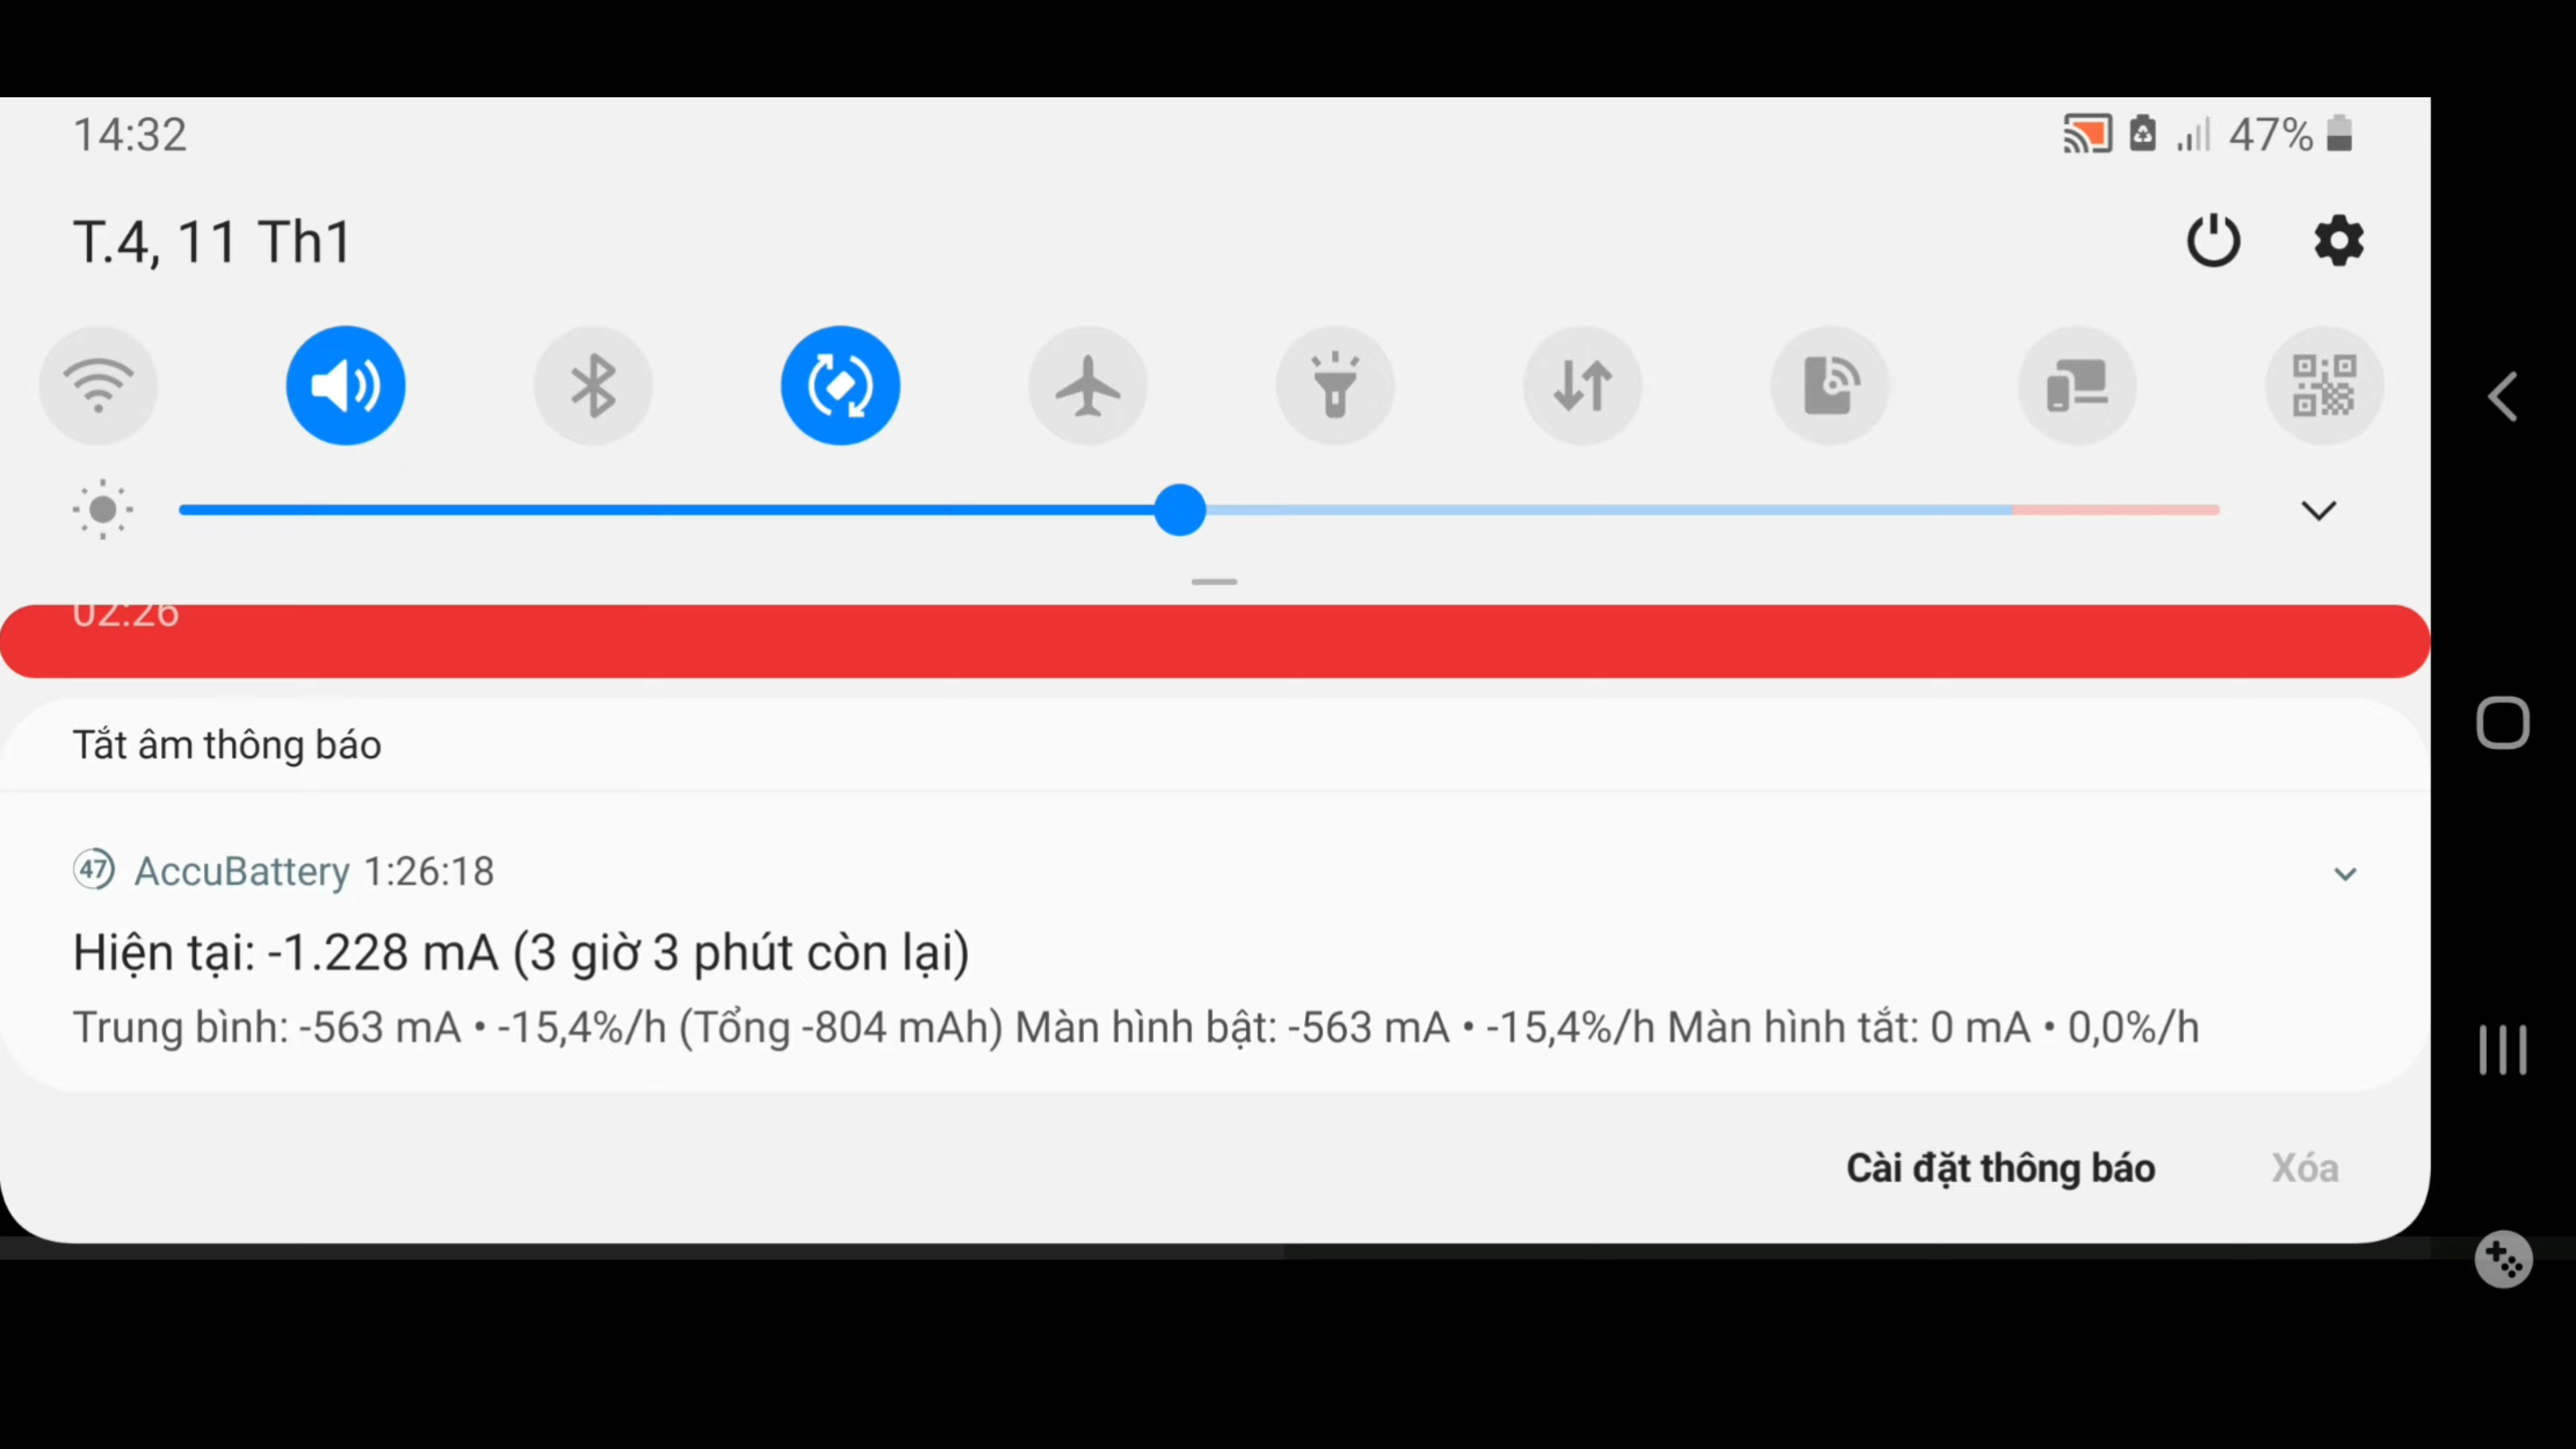 14:32
47%
T.4, 11 Th1
02:26
Tắt âm thông báo
47 AccuBattery 1:26:18
Hiện tại: -1.228 mA (3 giờ 3 phút còn lại)
Trung bình: -563 mA • -15,4%/h (Tổng -804 mAh) Màn hình bật: -563 mA • -15,4%/h Màn hình tắt: 0 mA • 0,0%/h
Cài đặt thông báo Xóa